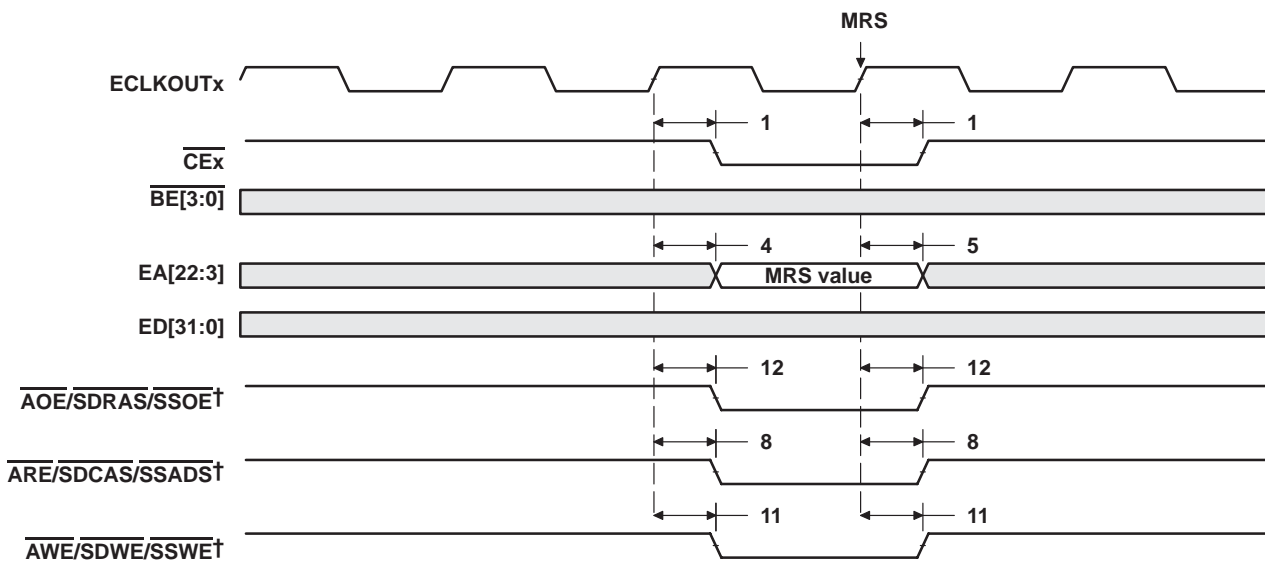 MRS
ECLKOUTx
1 1
CEx
BE[3:0]
4 5
EA[22:3] MRS value
ED[31:0]
12 12
AOE/SDRAS/SSOE†
8 8
ARE/SDCAS/SSADS†
11 11
AWE/SDWE/SSWE†